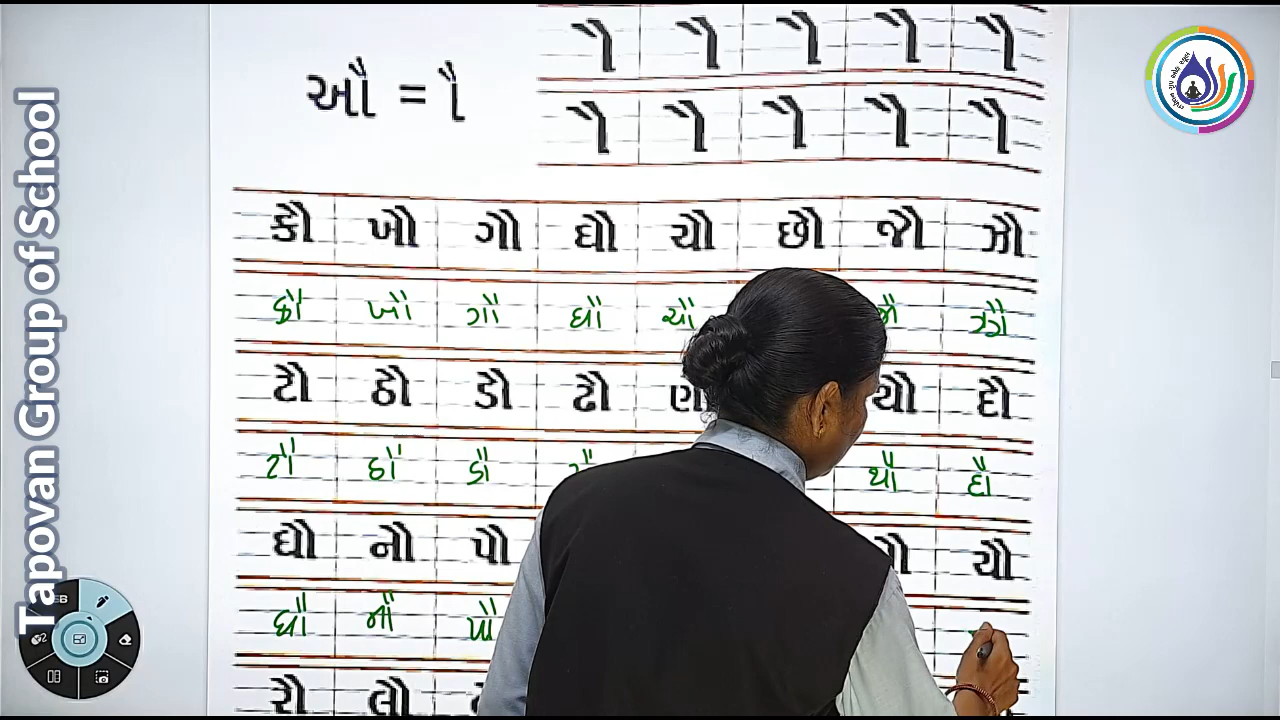 ૌ ૌ ૌ ૌ ૌ
ઔ = ૌ
ૌ ૌ ૌ ૌ ૌ
કૌ ખૌ ગૌ ઘૌ ચૌ છૌ જૌ ઝૌ
કૌ ખૌ ગૌ ઘૌ ચૌ ઝૌ
ટૌ ઠૌ ડૌ ઢૌ થૌ દૌ
ટૌ ઠૌ ડૌ થૌ દૌ
ધૌ નૌ પૌ યૌ
ધૌ નૌ પૌ
રૌ લૌ
Tapovan Group of School